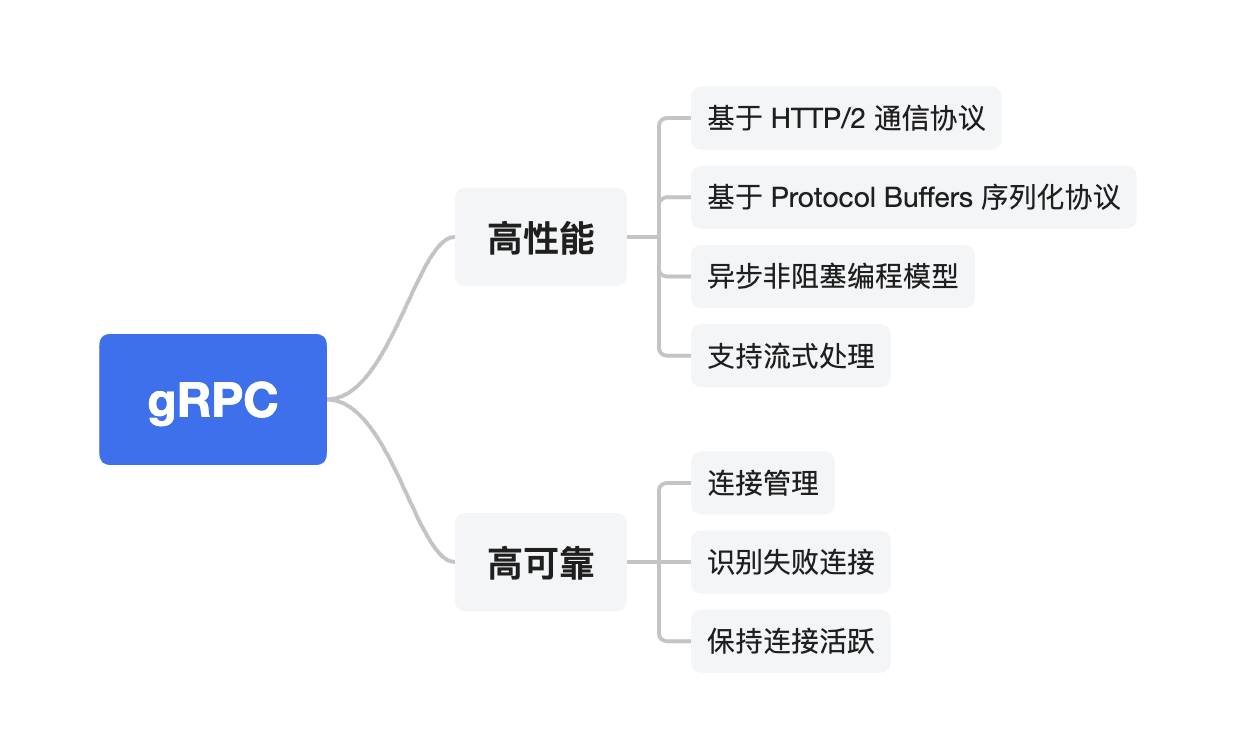 gRPC
高性能
基于 HTTP/2 通信协议
基于 Protocol Buffers 序列化协议
异步非阻塞编程模型
支持流式处理
高可靠
连接管理
识别失败连接
保持连接活跃